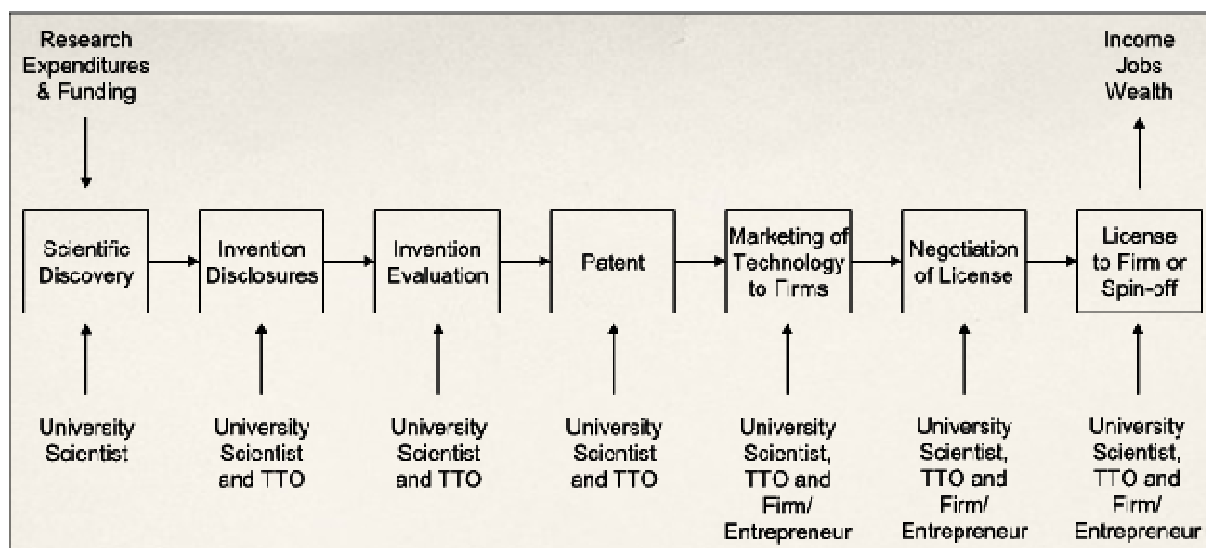 Research
Expenditures
& Funding
Income
Jobs
Wealth
Scientific
Discovery
Invention
Disclosures
Invention
Evaluation
Patent
Marketing of
Technology
to Firms
Negotiation
of License
License
to Firm or
Spin-off
University
Scientist
University
Scientist
and TTO
University
Scientist
and TTO
University
Scientist
and TTO
University
Scientist,
TTO and
Firm/
Entrepreneur
University
Scientist,
TTO and
Firm/
Entrepreneur
University
Scientist,
TTO and
Firm/
Entrepreneur